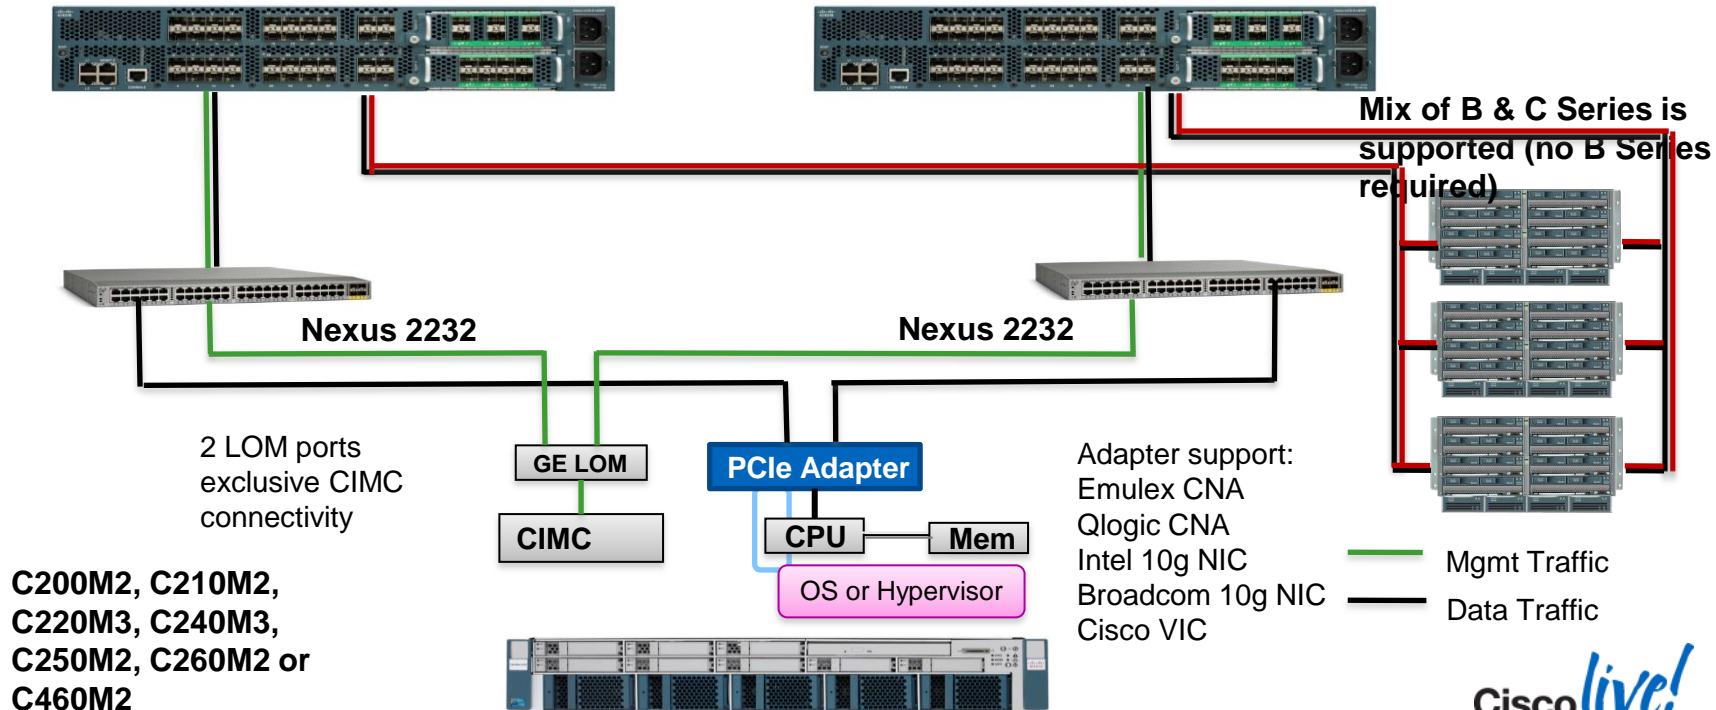 Mix of B & C Series is
supported (no B Series
required)
Nexus 2232
Nexus 2232
2 LOM ports
exclusive CIMC
connectivity
GE LOM
CIMC
PCIe Adapter
CPU
Mem
OS or Hypervisor
Adapter support:
Emulex CNA
Qlogic CNA
Intel 10g NIC
Broadcom 10g NIC
Cisco VIC
Mgmt Traffic
Data Traffic
C200M2, C210M2,
C220M3, C240M3,
C250M2, C260M2 or
C460M2
Cisco live!